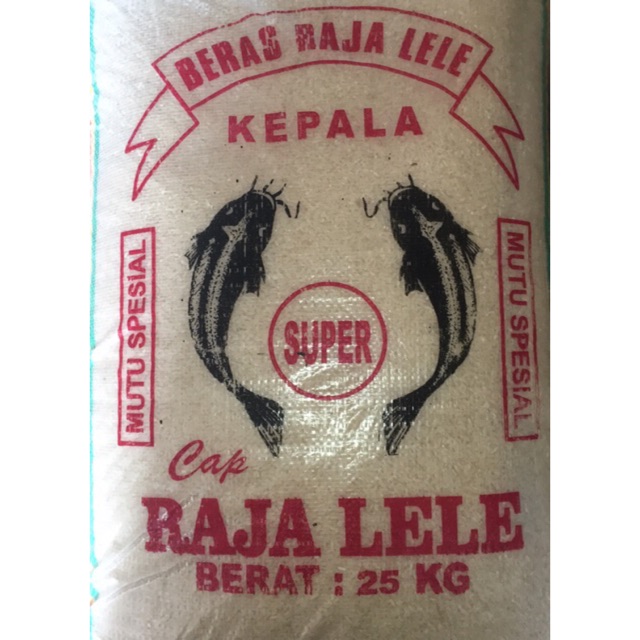 BERAS RAJA LELE
KEPALA
MUTU SPESiAL
SUPER
MUTU SPESiAL
Cap
RAJA LELE
BERAT : 25 KG